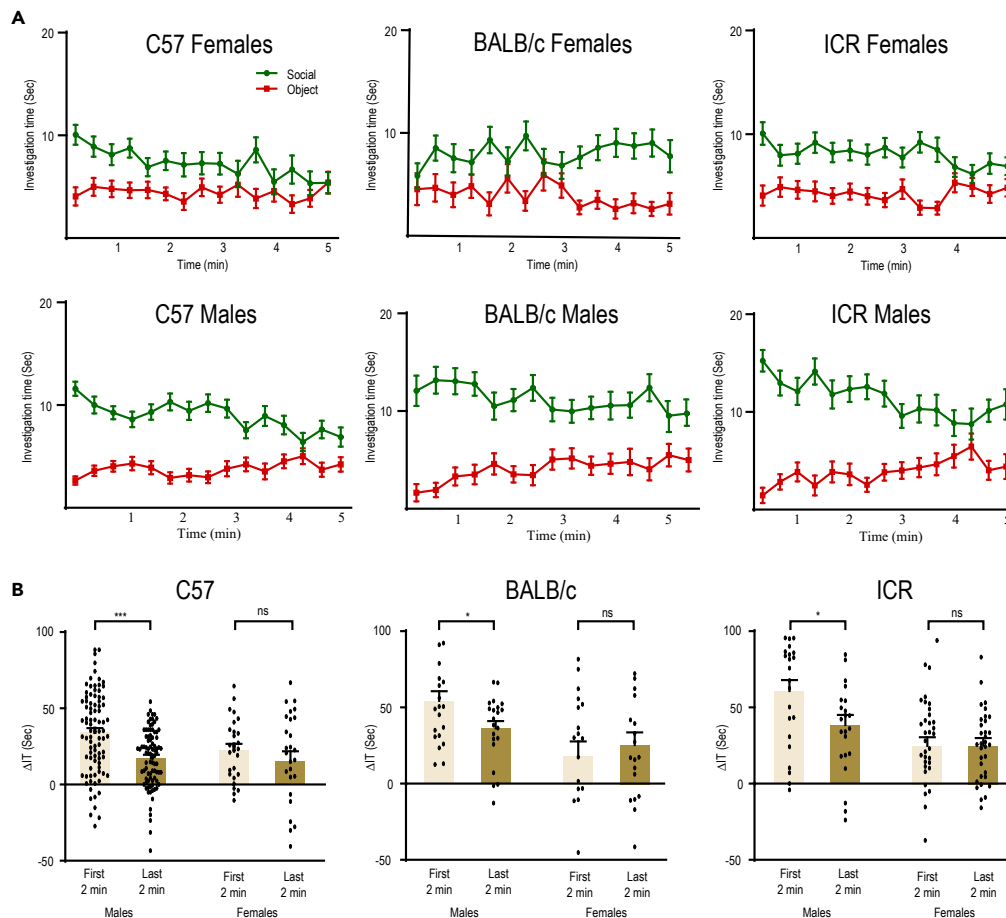 A
C57 Females
BALB/c Females
ICR Females
Social
Object
Investigation time (Sec)
20
10
1 2 3 4 5
Time (min)
Investigation time (Sec)
20
10
1 2 3 4 5
Time (min)
Investigation time (Sec)
20
10
1 2 3 4 5
Time (min)
C57 Males
BALB/c Males
ICR Males
Investigation time (Sec)
20
10
1 2 3 4 5
Time (min)
Investigation time (Sec)
20
10
1 2 3 4 5
Time (min)
Investigation time (Sec)
20
10
1 2 3 4 5
Time (min)
B
C57
BALB/c
ICR
*** ns
ΔIT (Sec)
100
50
0
-50
First 2 min
Last 2 min
First 2 min
Last 2 min
Males Females
* ns
ΔIT (Sec)
100
50
0
-50
First 2 min
Last 2 min
First 2 min
Last 2 min
Males Females
* ns
ΔIT (Sec)
100
50
0
-50
First 2 min
Last 2 min
First 2 min
Last 2 min
Males Females